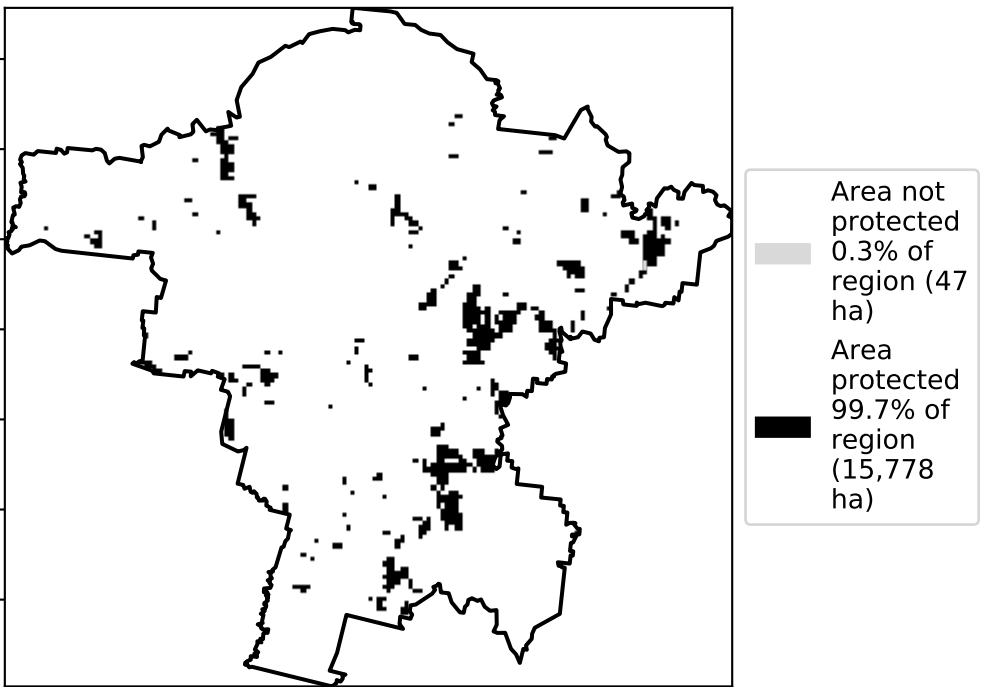 Area not
protected
0.3% of
region (47
ha)
Area
protected
99.7% of
region
(15,778
ha)